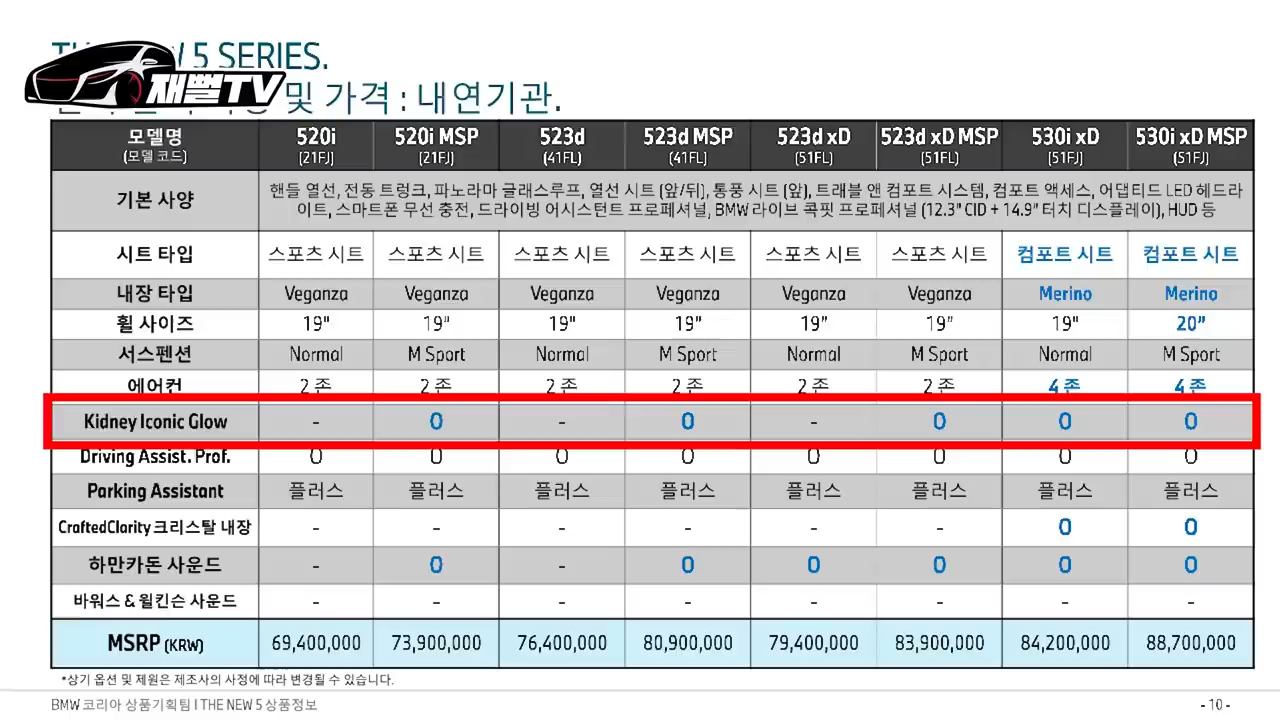 5 SERIES.
재뻘TV
및 가격 : 내연기관.
모델명 520i 520i MSP 523d 523d MSP 523d xD 523d xD MSP 530i xD 530i xD MSP
(모델 코드) (21FJ) (21FJ) (41FL) (41FL) (51FL) (51FL) (51FJ) (51FJ)
기본 사양
핸들 열선, 전동 트렁크, 파노라마 글래스루프, 열선 시트 (앞/뒤), 통풍 시트 (앞), 트래블 앤 컴포트 시스템, 컴포트 액세스, 어댑티드 LED 헤드라
이트, 스마트폰 무선 충전, 드라이빙 어시스턴트 프로페셔널, BMW 라이브 콕핏 프로페셔널 (12.3" CID + 14.9" 터치 디스플레이), HUD 등
시트 타입 스포츠 시트 스포츠 시트 스포츠 시트 스포츠 시트 스포츠 시트 스포츠 시트 컴포트 시트 컴포트 시트
내장 타입 Veganza Veganza Veganza Veganza Veganza Veganza Merino Merino
휠 사이즈 19" 19" 19" 19" 19" 19" 19" 20"
서스펜션 Normal M Sport Normal M Sport Normal M Sport Normal M Sport
에어컨 2 존 2 존 2 존 2 존 2 존 2 존 4 존 4 존
Kidney Iconic Glow - O - O - O O O
Driving Assist. Prof. O O O O O O O O
Parking Assistant 플러스 플러스 플러스 플러스 플러스 플러스 플러스 플러스
CraftedClarity 크리스탈 내장 - - - - - - O O
하만카돈 사운드 - O - O O O O O
바워스 & 윌킨슨 사운드 - - - - - - - -
MSRP (KRW) 69,400,000 73,900,000 76,400,000 80,900,000 79,400,000 83,900,000 84,200,000 88,700,000
*상기 옵션 및 제원은 제조사의 사정에 따라 변경될 수 있습니다.
BMW 코리아 상품기획팀 I THE NEW 5 상품정보 - 10 -